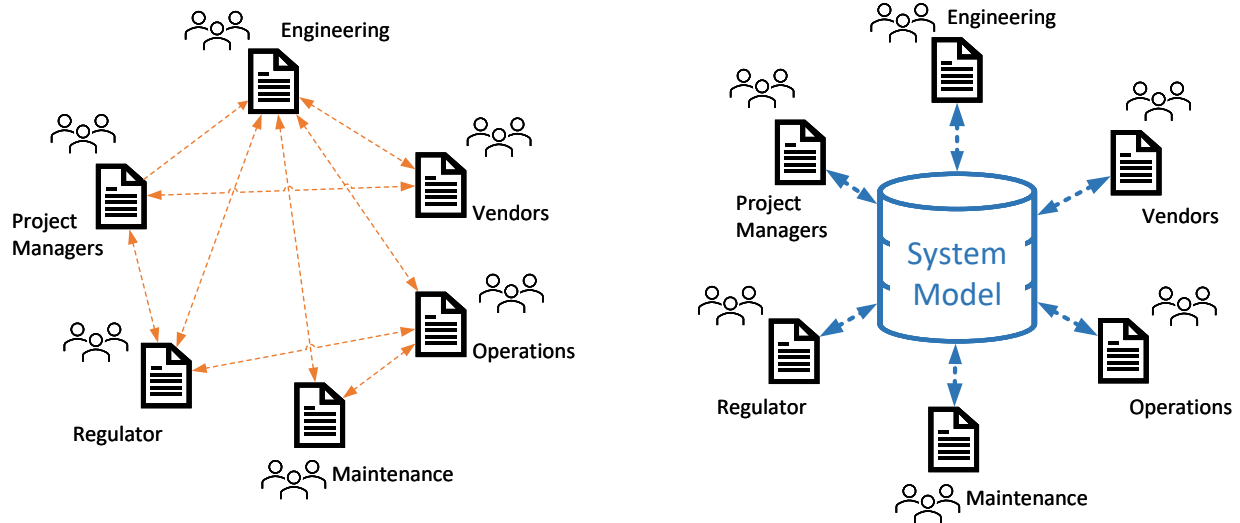 Engineering
Project
Managers
Vendors
Operations
Regulator
Maintenance
Engineering
Project
Managers
Vendors
System
Model
Regulator
Operations
Maintenance